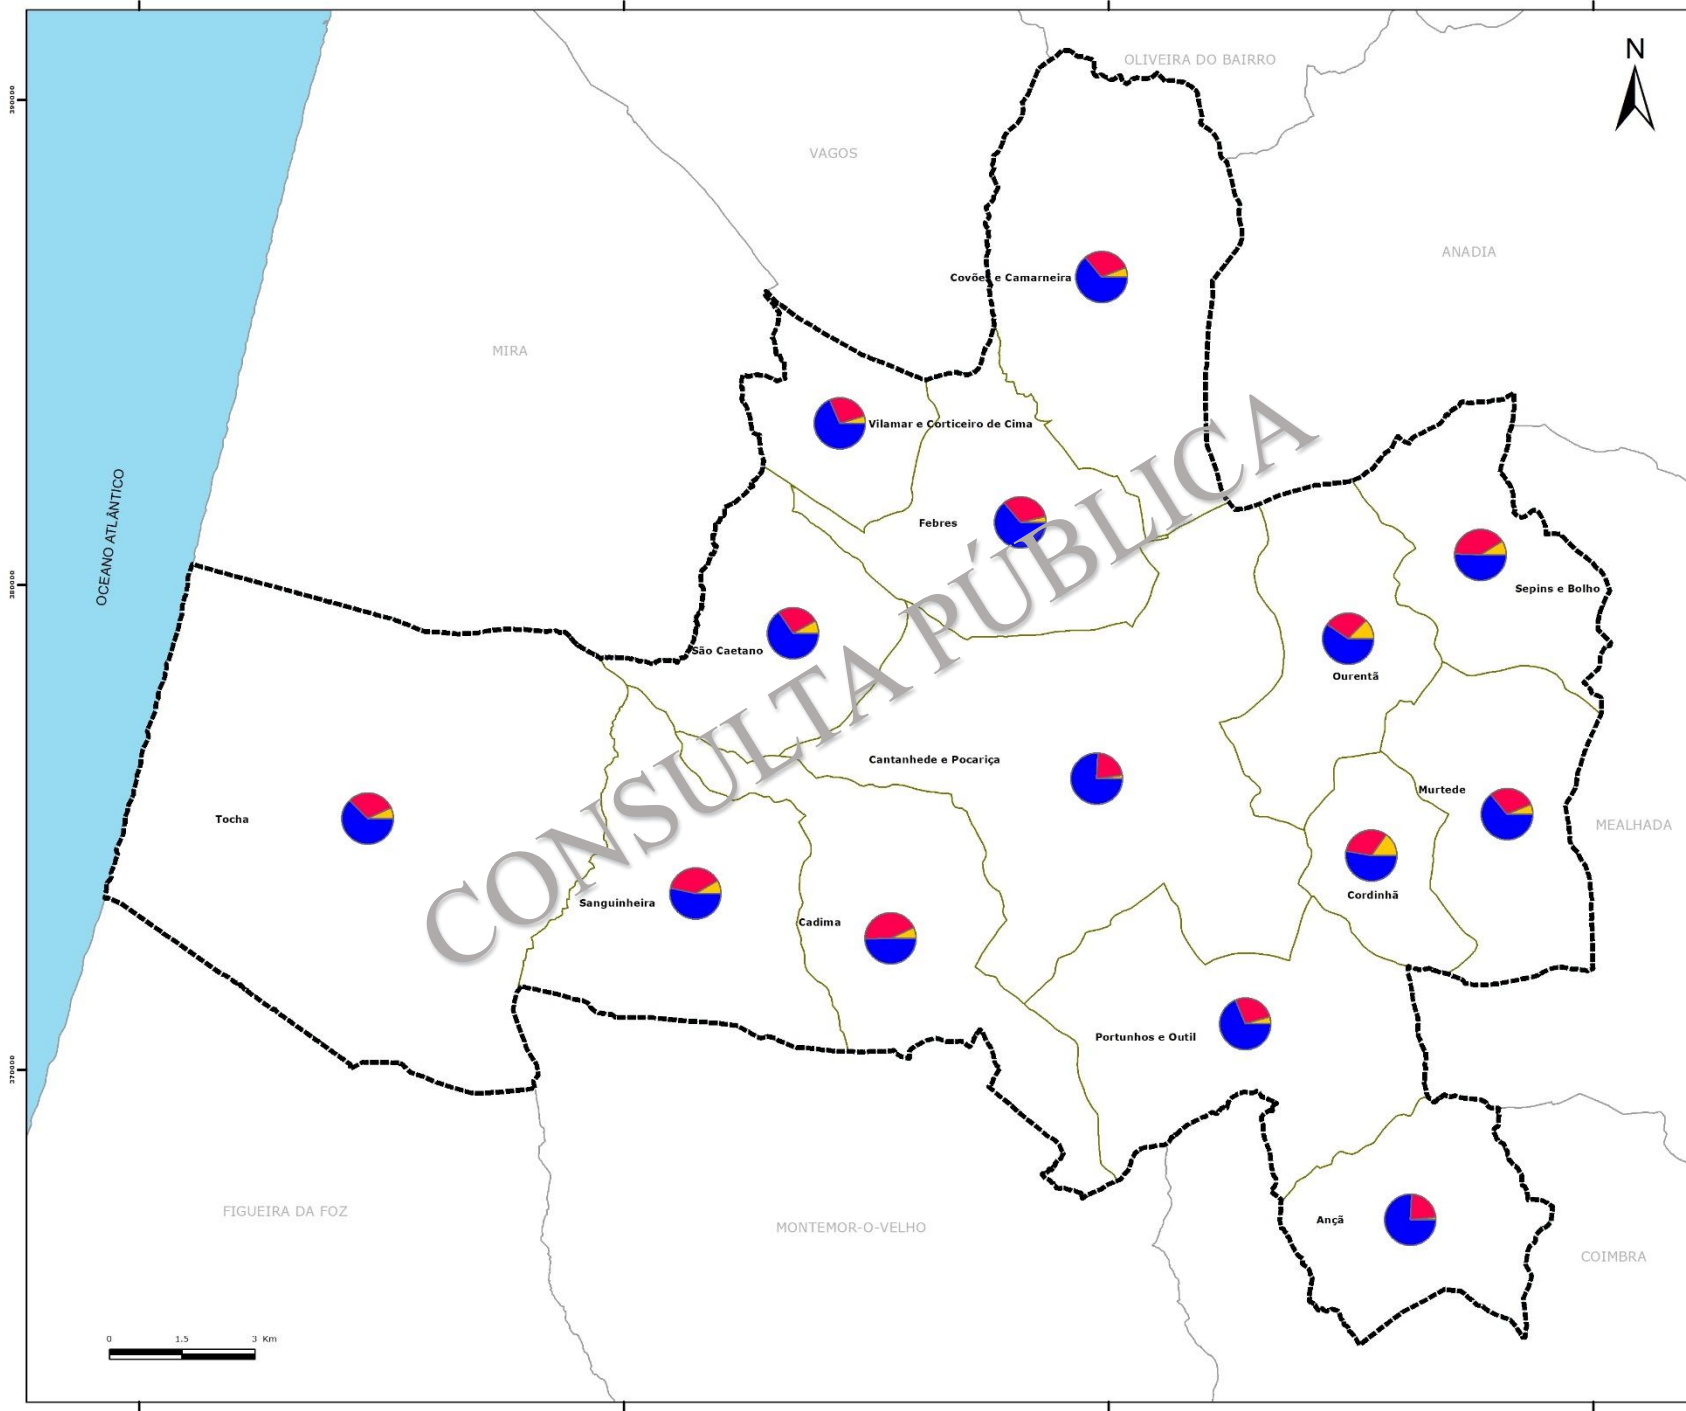 N
OLIVEIRA DO BAIRRO
VAGOS
ANADIA
Covões e Camarneira
MIRA
Vilamar e Corticeiro de Cima
CONSULTA PÚBLICA
Febres
OCEANO ATLÂNTICO
Sepins e Bolho
São Caetano
Ourentã
Cantanhede e Pocariça
Murtede
Tocha
MEALHADA
Cordinhã
Sanguinheira
Cadima
Portunhos e Outil
FIGUEIRA DA FOZ
MONTEMOR-O-VELHO
Ançã
COIMBRA
0 1.5 3 Km